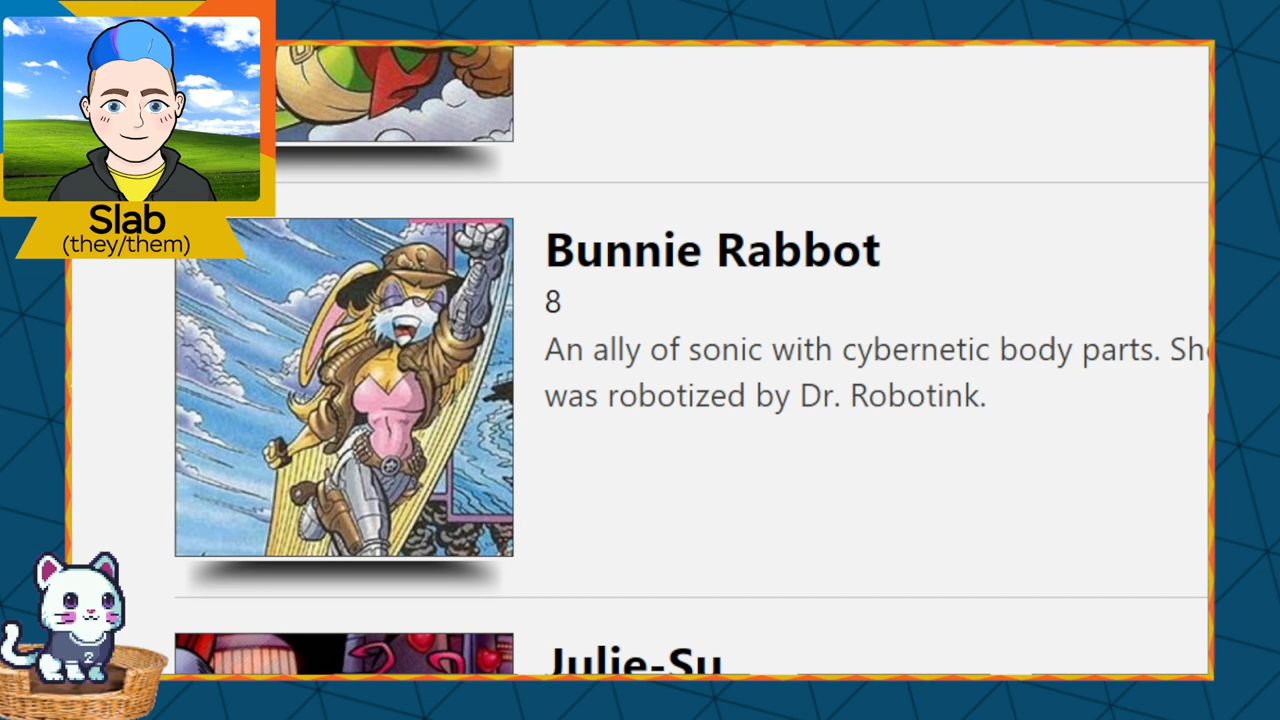 Slab
(they/them)
Bunnie Rabbot
8
An ally of sonic with cybernetic body parts. She
was robotized by Dr. Robotink.
Julie-Su
2